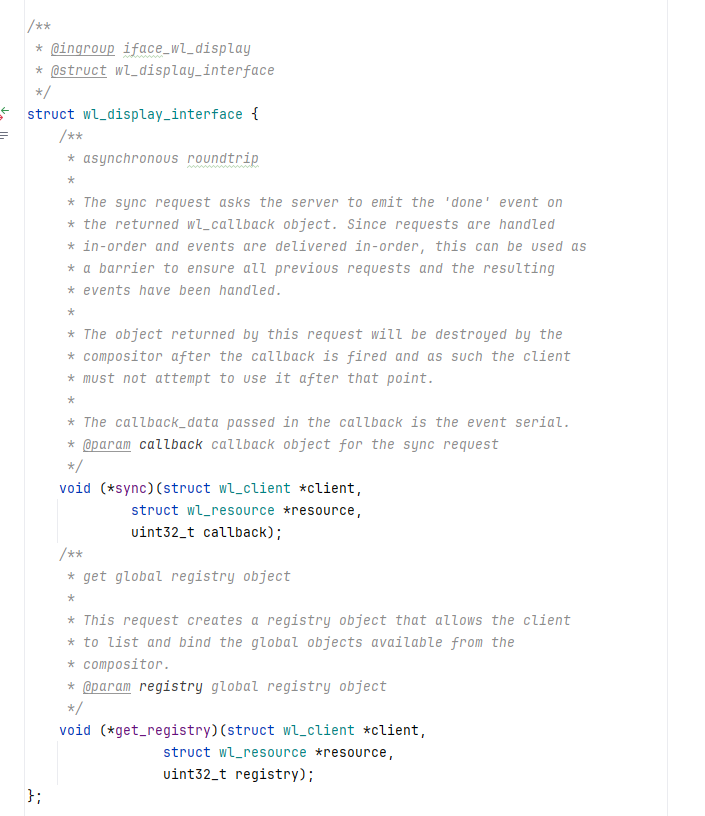 /**
 * @ingroup iface_wl_display
 * @struct wl_display_interface
 */
struct wl_display_interface {
    /**
     * asynchronous roundtrip
     *
     * The sync request asks the server to emit the 'done' event on
     * the returned wl_callback object. Since requests are handled
     * in-order and events are delivered in-order, this can be used as
     * a barrier to ensure all previous requests and the resulting
     * events have been handled.
     *
     * The object returned by this request will be destroyed by the
     * compositor after the callback is fired and as such the client
     * must not attempt to use it after that point.
     *
     * The callback_data passed in the callback is the event serial.
     * @param callback callback object for the sync request
     */
    void (*sync)(struct wl_client *client,
             struct wl_resource *resource,
             uint32_t callback);
    /**
     * get global registry object
     *
     * This request creates a registry object that allows the client
     * to list and bind the global objects available from the
     * compositor.
     * @param registry global registry object
     */
    void (*get_registry)(struct wl_client *client,
                 struct wl_resource *resource,
                 uint32_t registry);
};